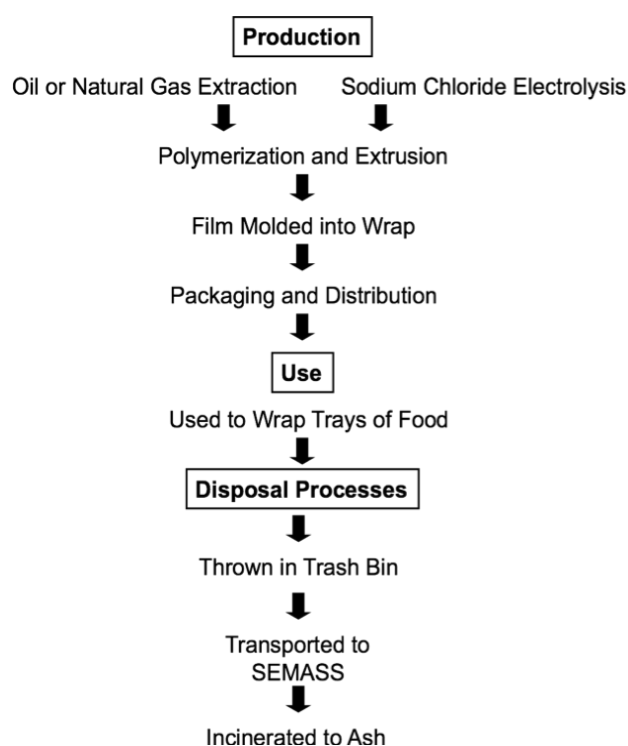 Production
Oil or Natural Gas Extraction
Sodium Chloride Electrolysis
Polymerization and Extrusion
Film Molded into Wrap
Packaging and Distribution
Use
Used to Wrap Trays of Food
Disposal Processes
Thrown in Trash Bin
Transported to
SEMASS
Incinerated to Ash